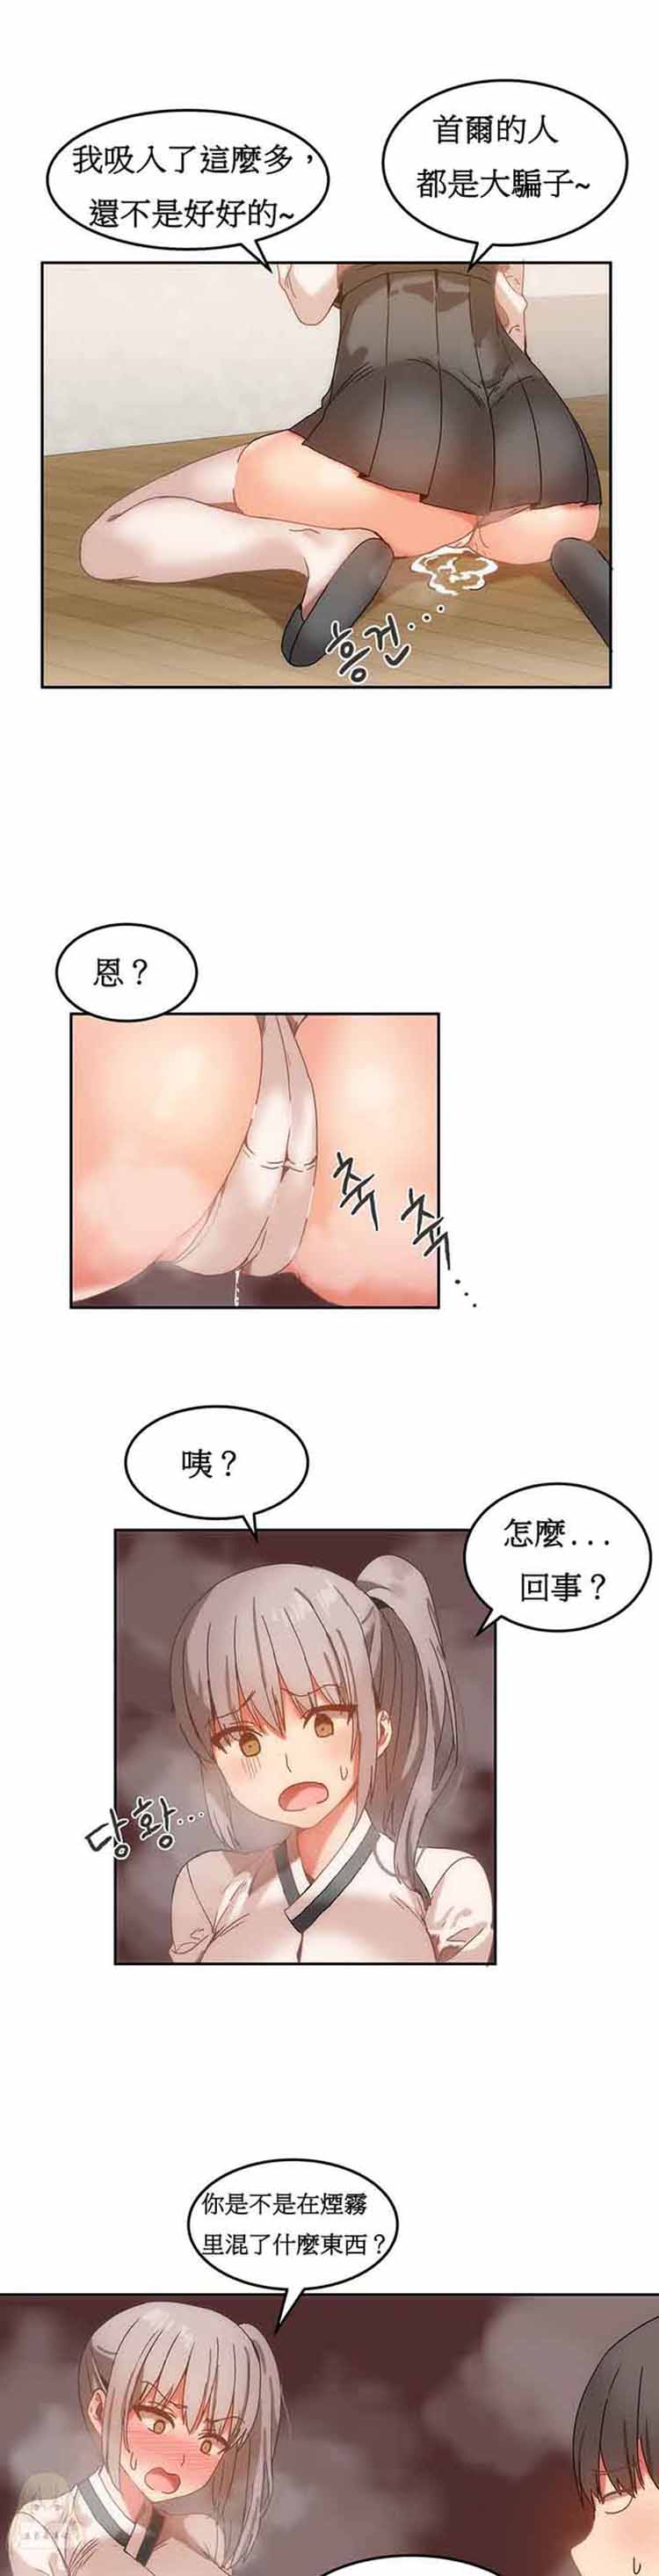 我吸入了這麼多，
還不是好好的~
首爾的人
都是大騙子~
흥건...
恩？
축 축...
咦？
怎麼...
回事？
당황...
你是不是在煙霧
里混了什麼東西？